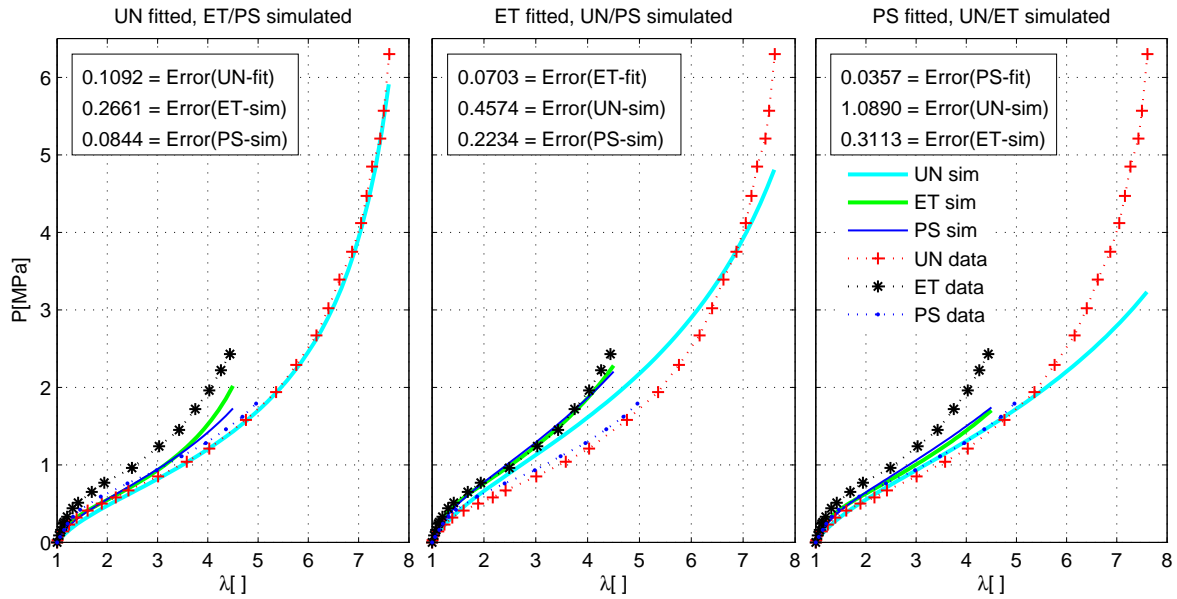 UN fitted, ET/PS simulated
0.1092 = Error(UN-fit)
0.2661 = Error(ET-sim)
0.0844 = Error(PS-sim)
P[MPa]
6
5
4
3
2
1
0
1 2 3 4 5 6 7 8
λ[ ]
ET fitted, UN/PS simulated
0.0703 = Error(ET-fit)
0.4574 = Error(UN-sim)
0.2234 = Error(PS-sim)
1 2 3 4 5 6 7 8
λ[ ]
PS fitted, UN/ET simulated
0.0357 = Error(PS-fit)
1.0890 = Error(UN-sim)
0.3113 = Error(ET-sim)
UN sim
ET sim
PS sim
UN data
ET data
PS data
1 2 3 4 5 6 7 8
λ[ ]